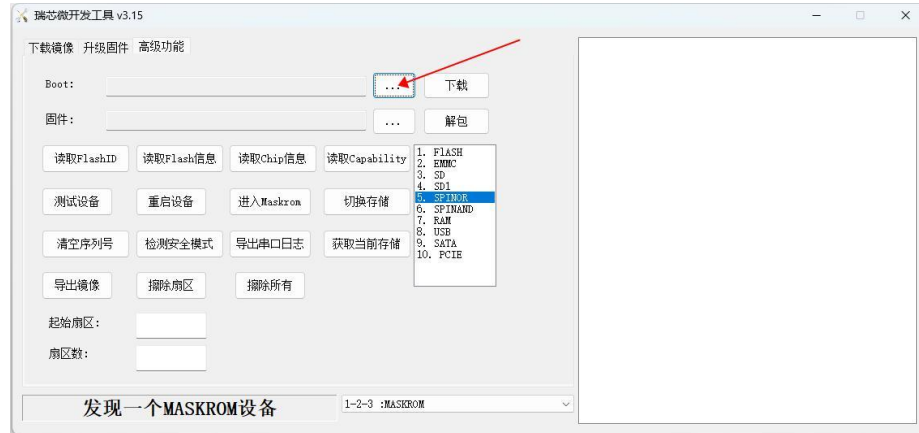 瑞芯微开发工具 v3.15
下载镜像 升级固件 高级功能
Boot: ... 下载
固件: ... 解包
读取FlashID 读取Flash信息 读取Chip信息 读取Capability
测试设备 重启设备 进入Maskrom 切换存储
清空序列号 检测安全模式 导出串口日志 获取当前存储
导出镜像 擦除扇区 擦除所有
1. FLASH
2. EMMC
3. SD
4. SD1
5. SPINOR
6. SPINAND
7. RAM
8. USB
9. SATA
10. PCIE
起始扇区:
扇区数:
发现一个MASKROM设备 1-2-3 :MASKROM